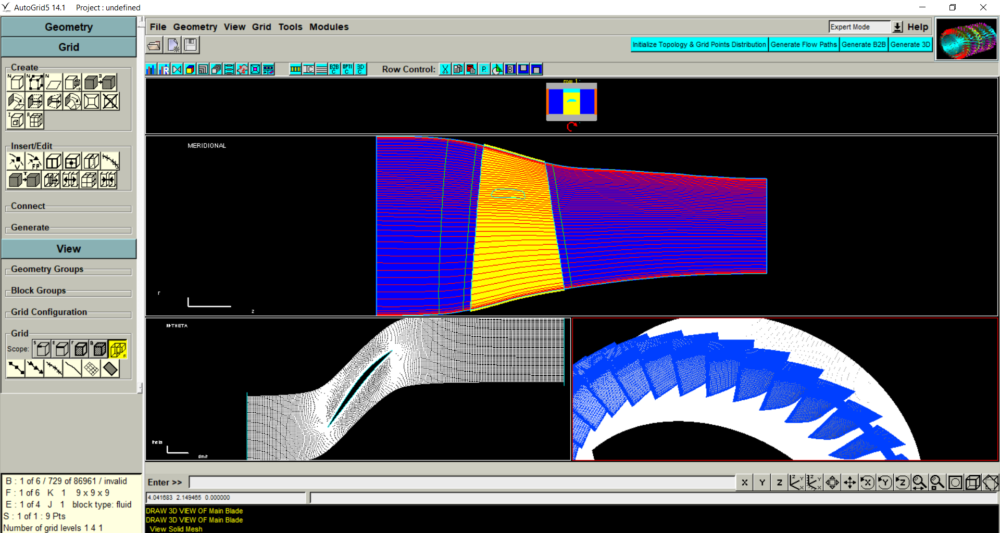 AutoGrid5 14.1 Project : undefined
Geometry
Grid
Create
Insert/Edit
Connect
Generate
View
Geometry Groups
Block Groups
Grid Configuration
Grid
Scope:
File Geometry View Grid Tools Modules
Expert Mode
Help
Initialize Topology & Grid Points Distribution
Generate Flow Paths
Generate B2B
Generate 3D
Row Control:
row 1
MERIDIONAL
r
z
M-THETA
theta
dm/r
B : 1 of 6 / 729 of 86961 / invalid
F : 1 of 6 K 1 9 x 9 x 9
E : 1 of 4 J 1 block type: fluid
S : 1 of 1 : 9 Pts
Number of grid levels 1 4 1
Enter >>
X Y Z
4.041683 2.149465 0.000000
DRAW 3D VIEW OF Main Blade
DRAW 3D VIEW OF Main Blade
View Solid Mesh